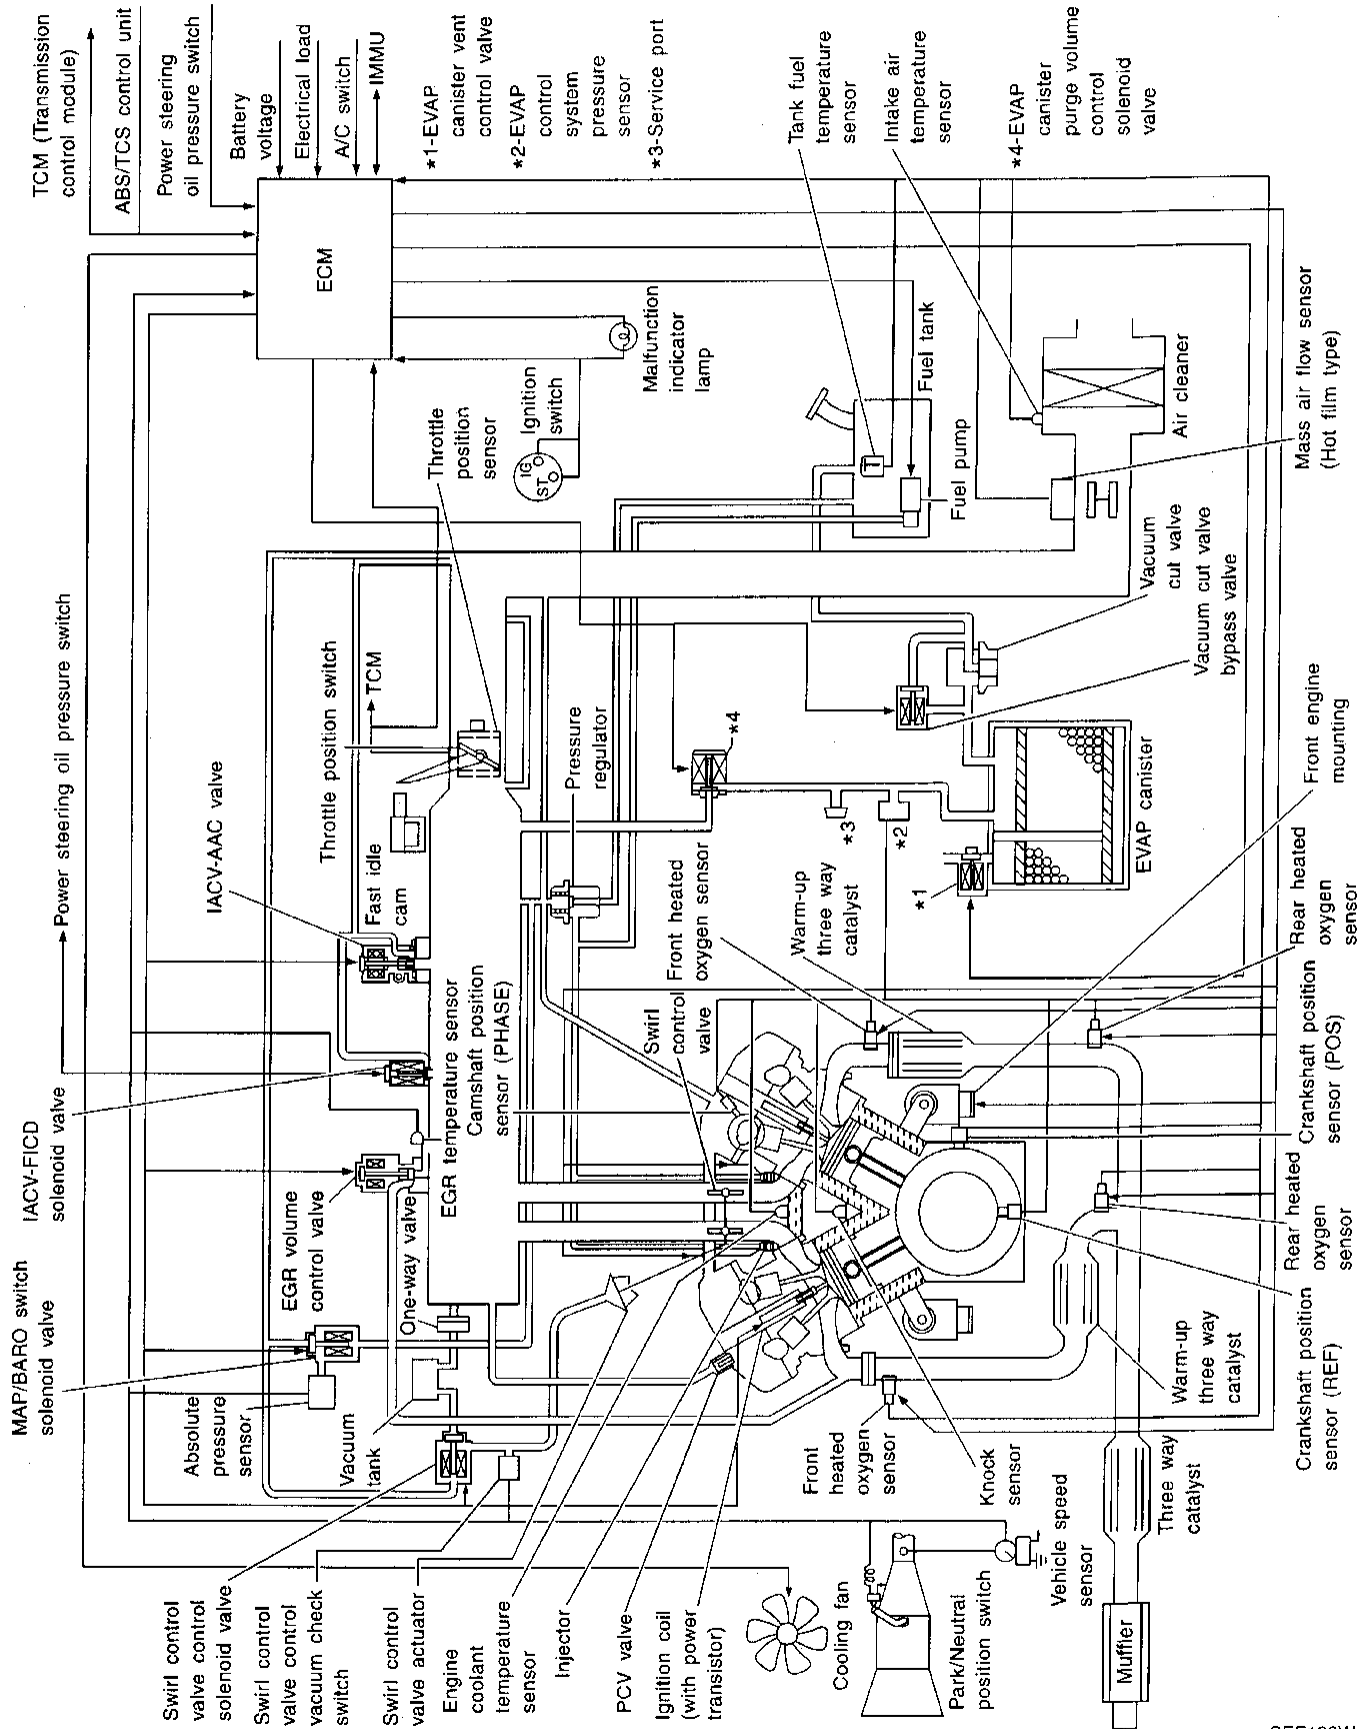 TCM (Transmission
control module)
ABS/TCS control unit
Power steering
oil pressure switch
Battery
voltage
Electrical load
A/C switch
IMMU
*1-EVAP
canister vent
control valve
*2-EVAP
control
system
pressure
sensor
*3-Service port
Tank fuel
temperature
sensor
Intake air
temperature
sensor
*4-EVAP
canister
purge volume
control
solenoid
valve
ECM
Malfunction
indicator
lamp
Ignition
switch
IG
ST
Throttle
position
sensor
Fuel tank
Fuel pump
Air cleaner
Mass air flow sensor
(Hot film type)
Vacuum
cut valve
Vacuum cut valve
bypass valve
Power steering oil pressure switch
Throttle position switch
TCM
IACV-AAC valve
Fast idle
cam
Pressure
regulator
*4
*3
*2
*1
EVAP canister
Front engine
mounting
Rear heated
oxygen
sensor
Crankshaft position
sensor (POS)
Front heated
oxygen sensor
Warm-up
three way
catalyst
Swirl
control
valve
EGR temperature sensor
Camshaft position
sensor (PHASE)
IACV-FICD
solenoid valve
EGR volume
control valve
One-way valve
MAP/BARO switch
solenoid valve
Absolute
pressure
sensor
Vacuum
tank
Rear heated
oxygen
sensor
Crankshaft position
sensor (REF)
Warm-up
three way
catalyst
Front
heated
oxygen
sensor
Knock
sensor
Three way
catalyst
Vehicle speed
sensor
Swirl control
valve control
solenoid valve
Swirl control
valve control
vacuum check
switch
Swirl control
valve actuator
Engine
coolant
temperature
sensor
Injector
PCV valve
Ignition coil
(with power
transistor)
Cooling fan
Park/Neutral
position switch
Muffler